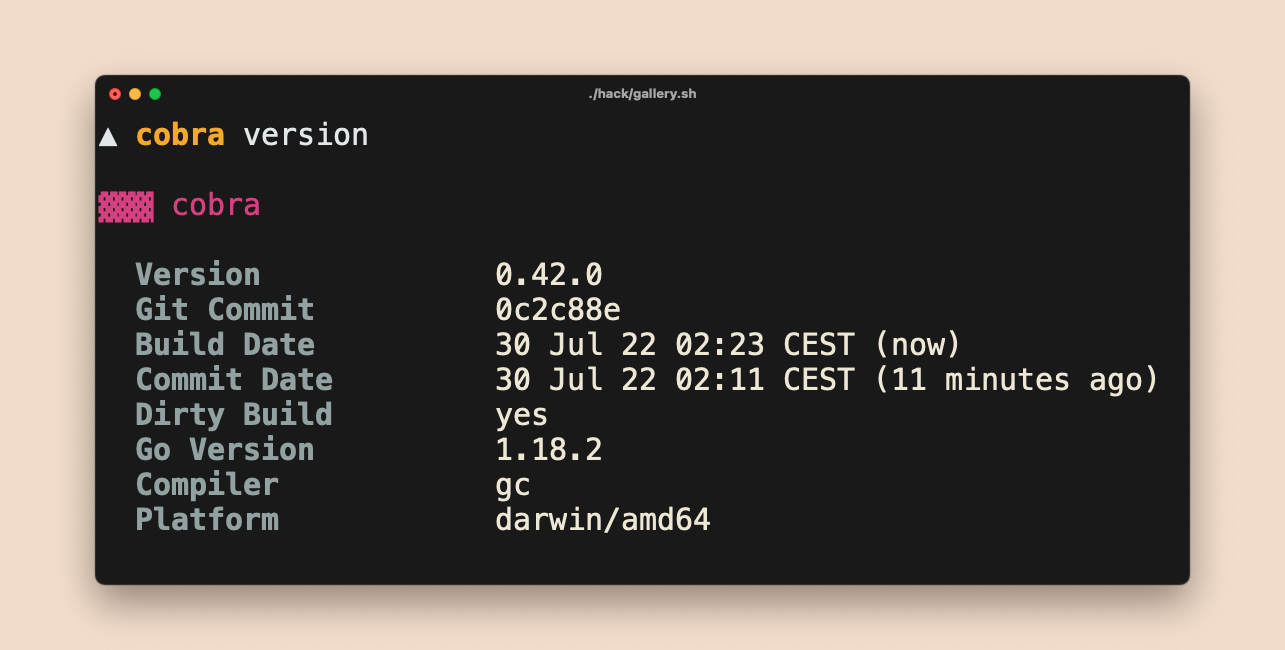 ./hack/gallery.sh
▲ cobra version
▓▓▓ cobra
Version 0.42.0
Git Commit 0c2c88e
Build Date 30 Jul 22 02:23 CEST (now)
Commit Date 30 Jul 22 02:11 CEST (11 minutes ago)
Dirty Build yes
Go Version 1.18.2
Compiler gc
Platform darwin/amd64